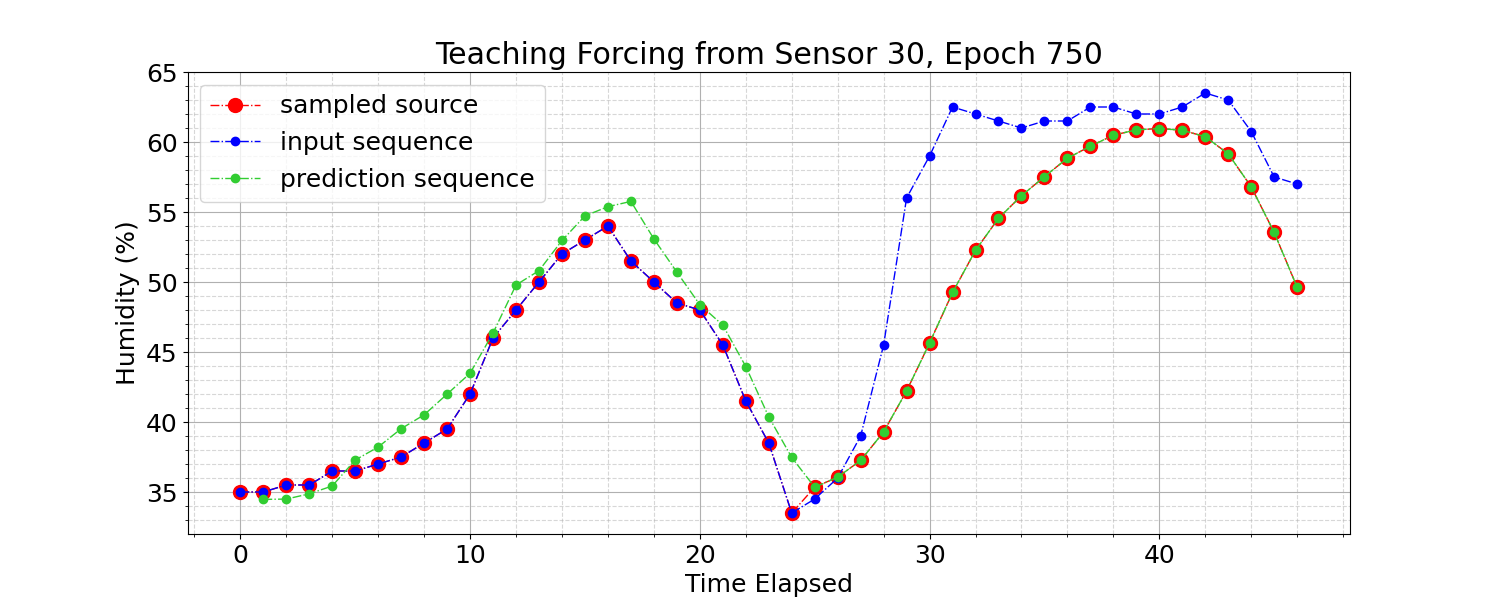 Teaching Forcing from Sensor 30, Epoch 750
65
60
55
50
45
40
35
Humidity (%)
sampled source
input sequence
prediction sequence
0 10 20 30 40
Time Elapsed